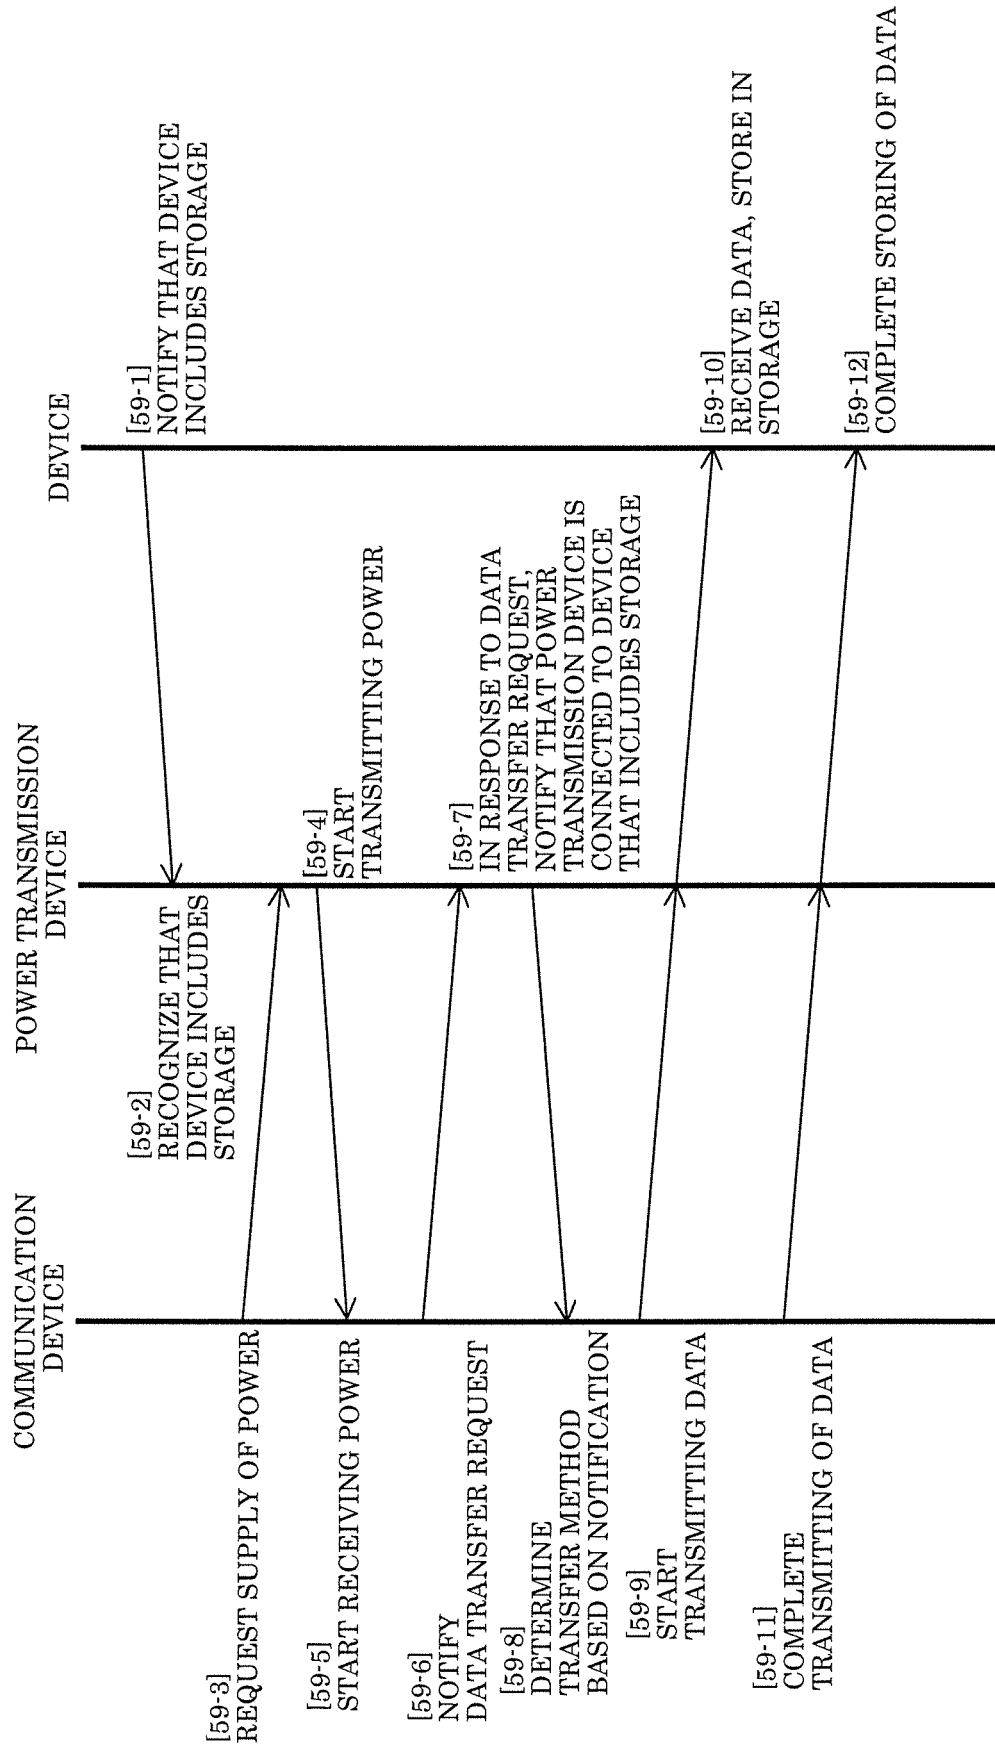 COMMUNICATION
DEVICE
POWER TRANSMISSION
DEVICE
DEVICE
[59-1]
NOTIFY THAT DEVICE
INCLUDES STORAGE
[59-2]
RECOGNIZE THAT
DEVICE INCLUDES
STORAGE
[59-3]
REQUEST SUPPLY OF POWER
[59-4]
START
TRANSMITTING POWER
[59-5]
START RECEIVING POWER
[59-6]
NOTIFY
DATA TRANSFER REQUEST
[59-7]
IN RESPONSE TO DATA
TRANSFER REQUEST,
NOTIFY THAT POWER
TRANSMISSION DEVICE IS
CONNECTED TO DEVICE
THAT INCLUDES STORAGE
[59-8]
DETERMINE
TRANSFER METHOD
BASED ON NOTIFICATION
[59-9]
START
TRANSMITTING DATA
[59-10]
RECEIVE DATA, STORE IN
STORAGE
[59-11]
COMPLETE
TRANSMITTING OF DATA
[59-12]
COMPLETE STORING OF DATA